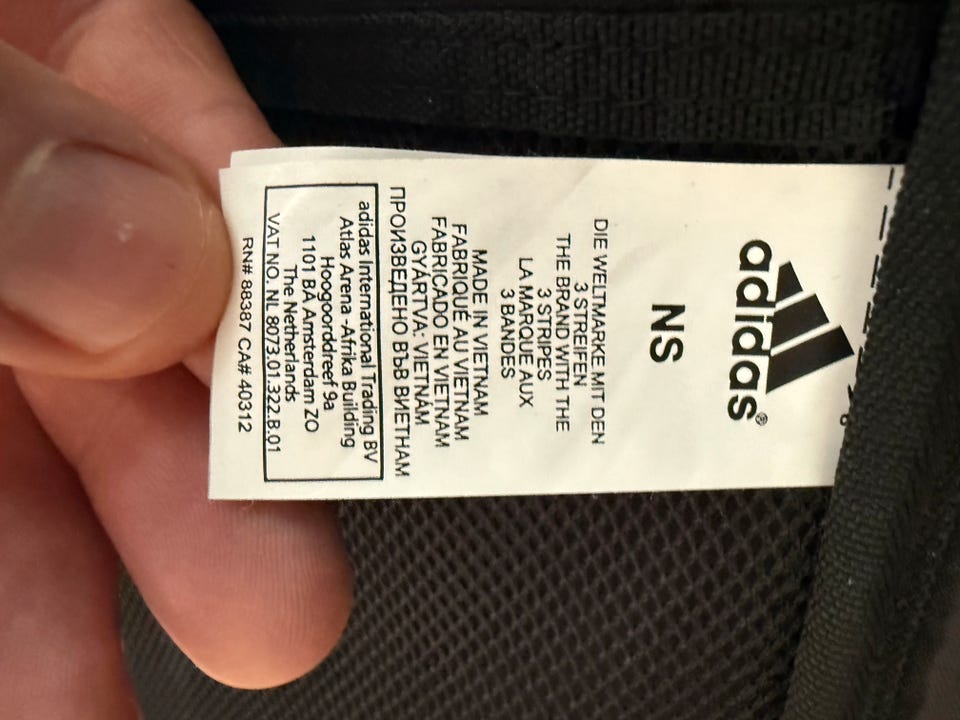 adidas®
NS
DIE WELTMARKE MIT DEN
3 STREIFEN
THE BRAND WITH THE
3 STRIPES
LA MARQUE AUX
3 BANDES
MADE IN VIETNAM
FABRIQUÉ AU VIETNAM
FABRICADO EN VIETNAM
GYÁRTVA: VIETNÁM
ПРОИЗВЕДЕНО ВЪВ ВИЕТНАМ
adidas International Trading BV
Atlas Arena -Afrika Building
Hoogoorddreef 9a
1101 BA Amsterdam ZO
The Netherlands
VAT NO. NL 8073.01.322.B.01
RN# 88387 CA# 40312